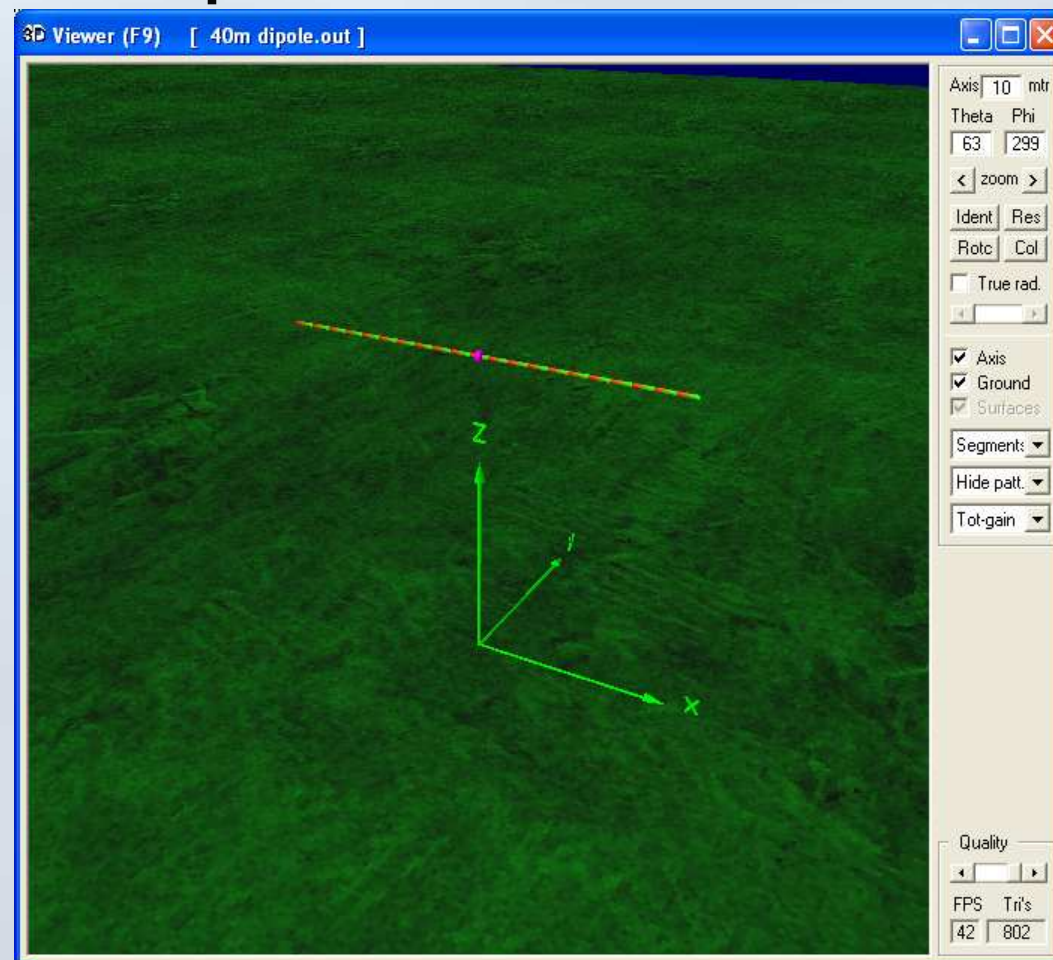 3D Viewer (F9) [ 40m dipole.out ]
Axis 10 mtr
Theta Phi
63 299
< zoom >
Ident Res
Rotc Col
True rad.
Axis
Ground
Surfaces
Segments
Hide patt.
Tot-gain
Z
X
Quality
FPS Tri's
42 802